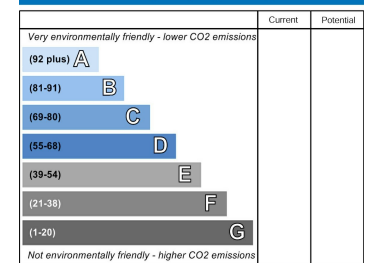 Current Potential
Very environmentally friendly - lower CO2 emissions
(92 plus) A
(81-91) B
(69-80) C
(55-68) D
(39-54) E
(21-38) F
(1-20) G
Not environmentally friendly - higher CO2 emissions